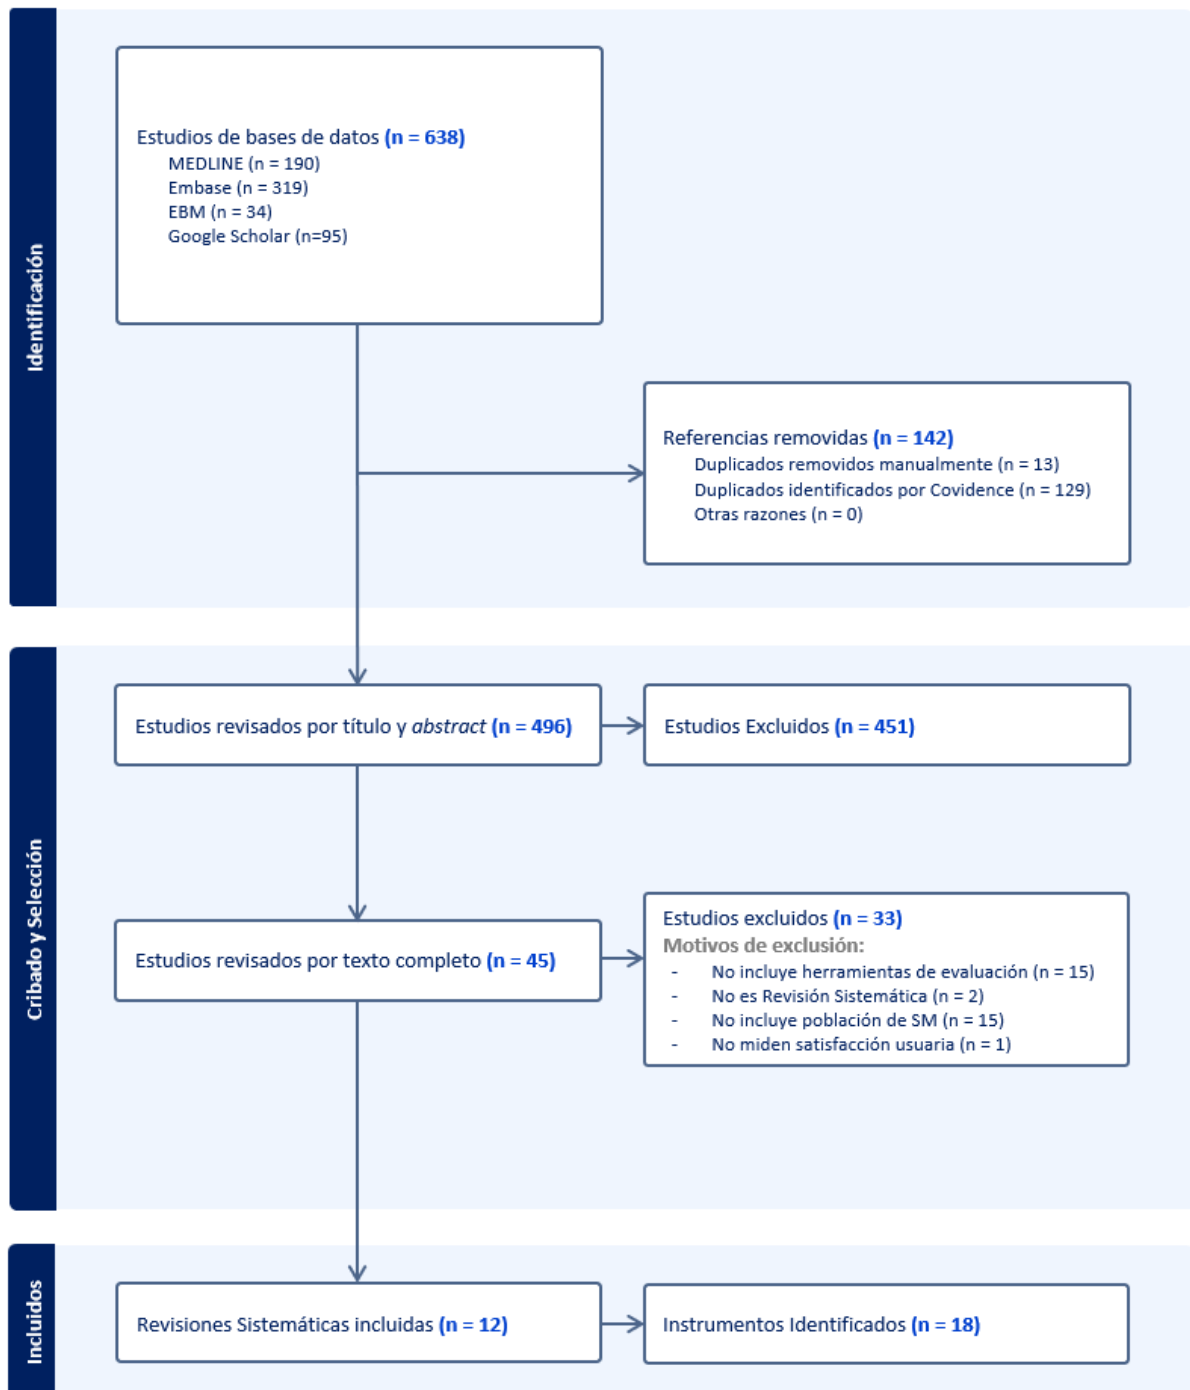 Identificación
Estudios de bases de datos (n = 638)
MEDLINE (n = 190)
Embase (n = 319)
EBM (n = 34)
Google Scholar (n=95)
Referencias removidas (n = 142)
Duplicados removidos manualmente (n = 13)
Duplicados identificados por Covidence (n = 129)
Otras razones (n = 0)
Cribado y Selección
Estudios revisados por título y abstract (n = 496)
Estudios Excluidos (n = 451)
Estudios revisados por texto completo (n = 45)
Estudios excluidos (n = 33)
Motivos de exclusión:
- No incluye herramientas de evaluación (n = 15)
- No es Revisión Sistemática (n = 2)
- No incluye población de SM (n = 15)
- No miden satisfacción usuaria (n = 1)
Incluidos
Revisiones Sistemáticas incluidas (n = 12)
Instrumentos Identificados (n = 18)